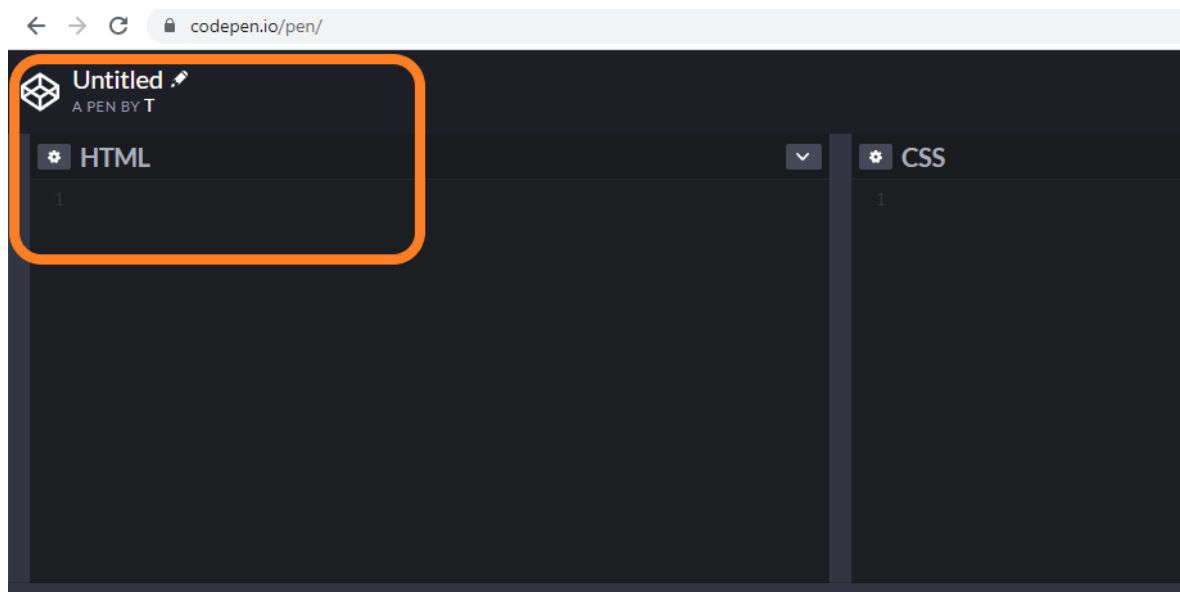 codepen.io/pen/
Untitled
A PEN BY T
HTML
CSS
1
1